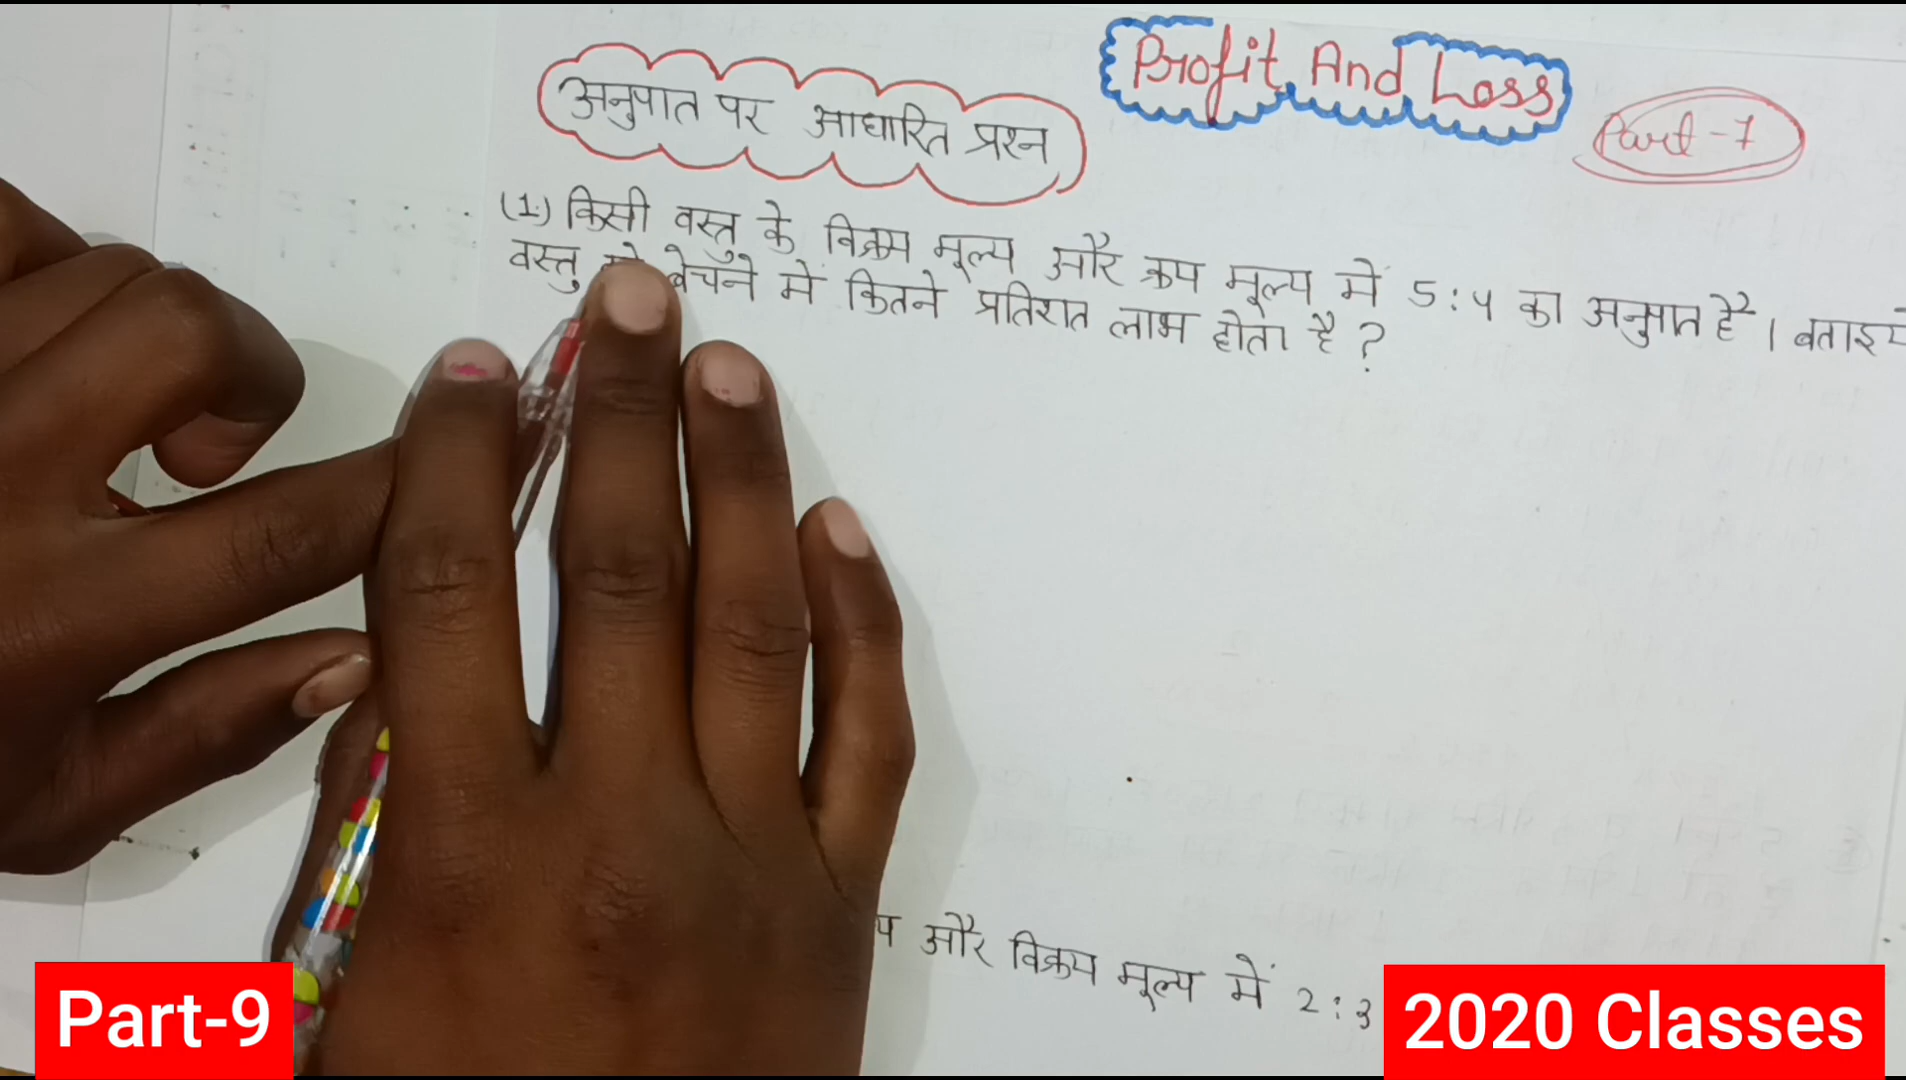 Profit And Loss
Part-7
अनुपात पर आधारित प्रश्न
(1) किसी वस्तु के विक्रय मूल्य और क्रय मूल्य में 5:4 का अनुपात है। बताइये
वस्तु बेचने में कितने प्रतिशत लाभ होता है ?
और विक्रय मूल्य में 2:3
Part-9
2020 Classes